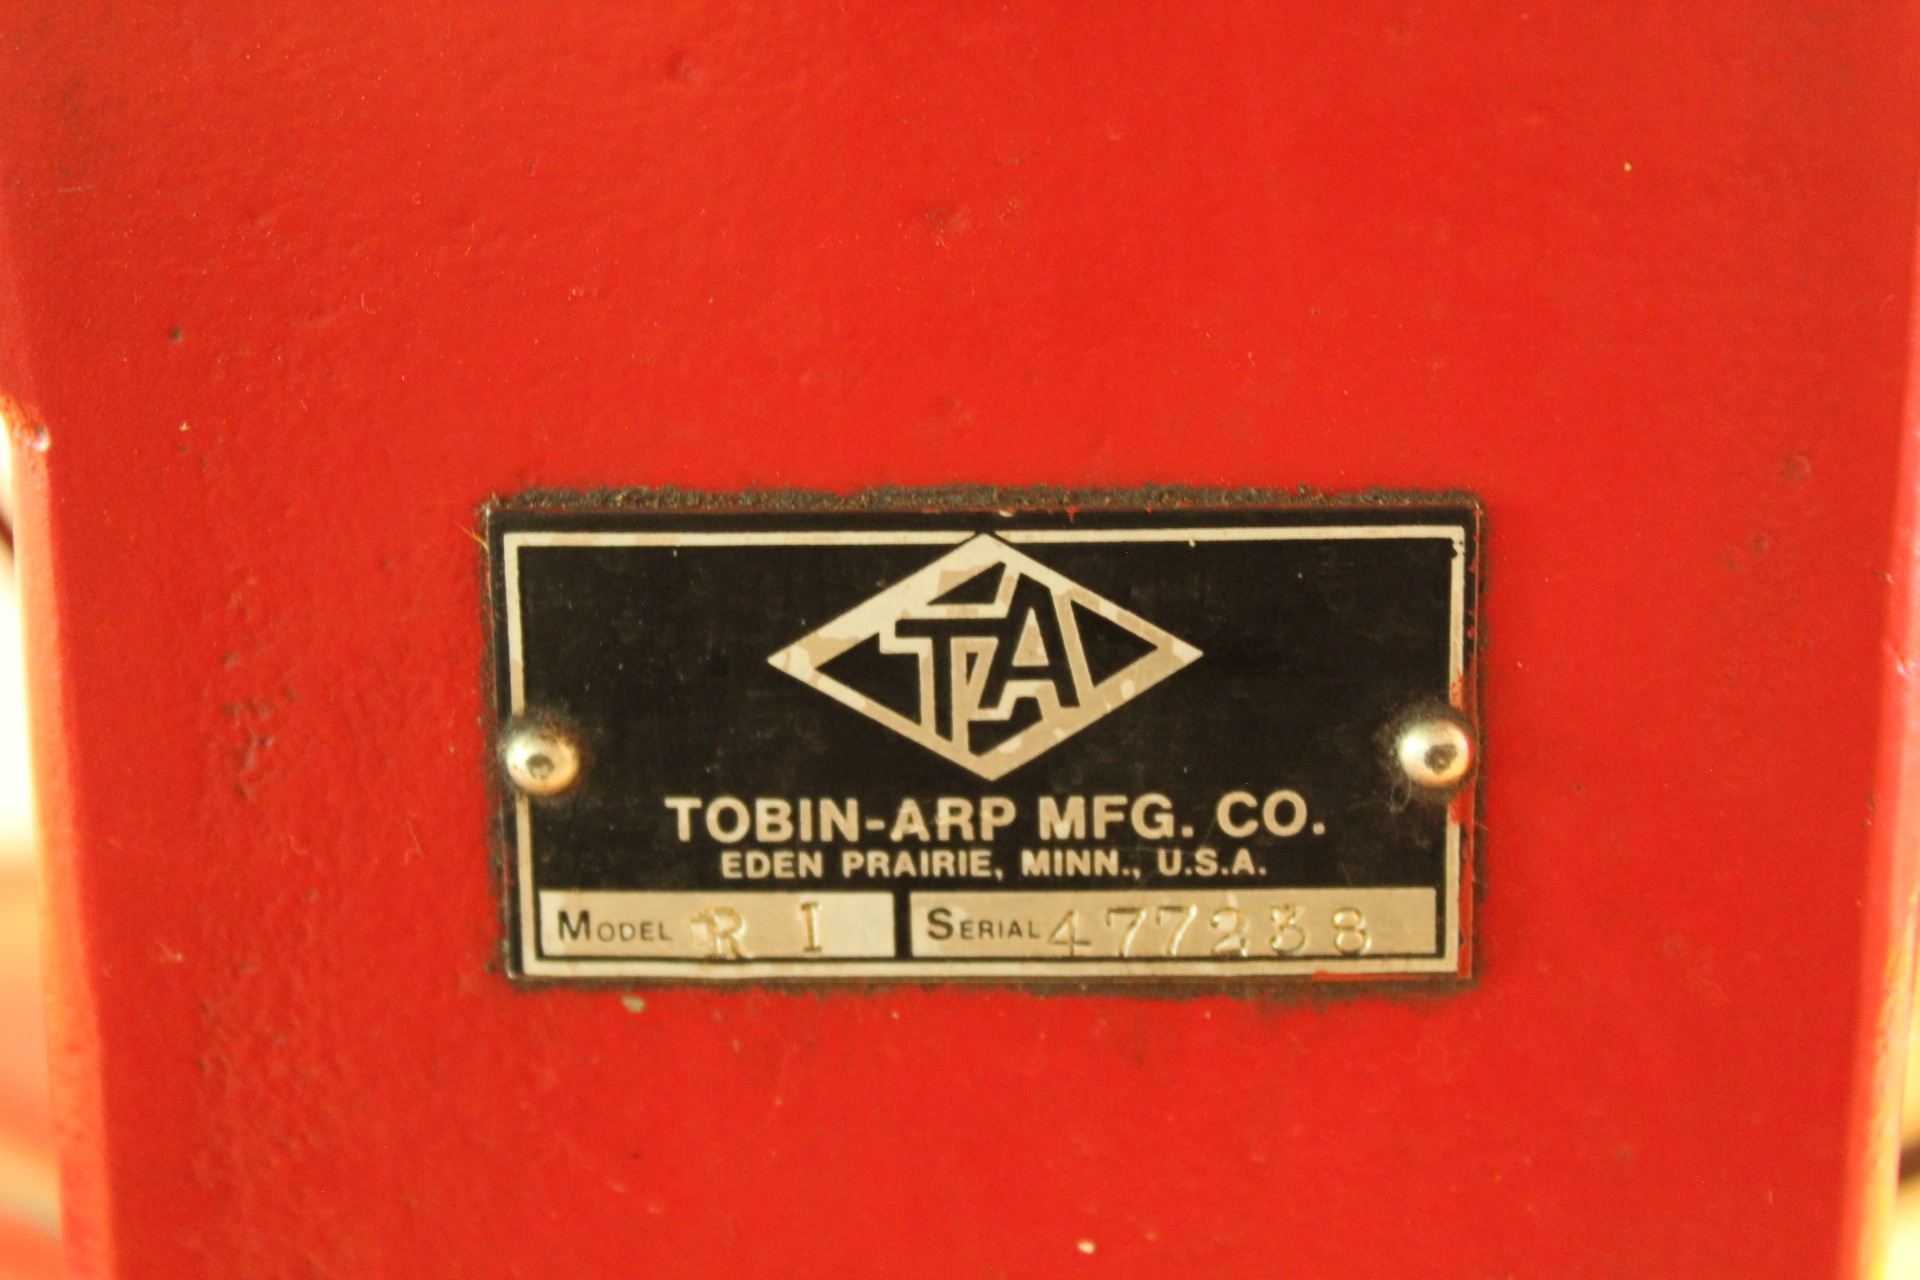 TA
TOBIN-ARP MFG. CO.
EDEN PRAIRIE, MINN., U.S.A.
MODEL R I SERIAL 477238